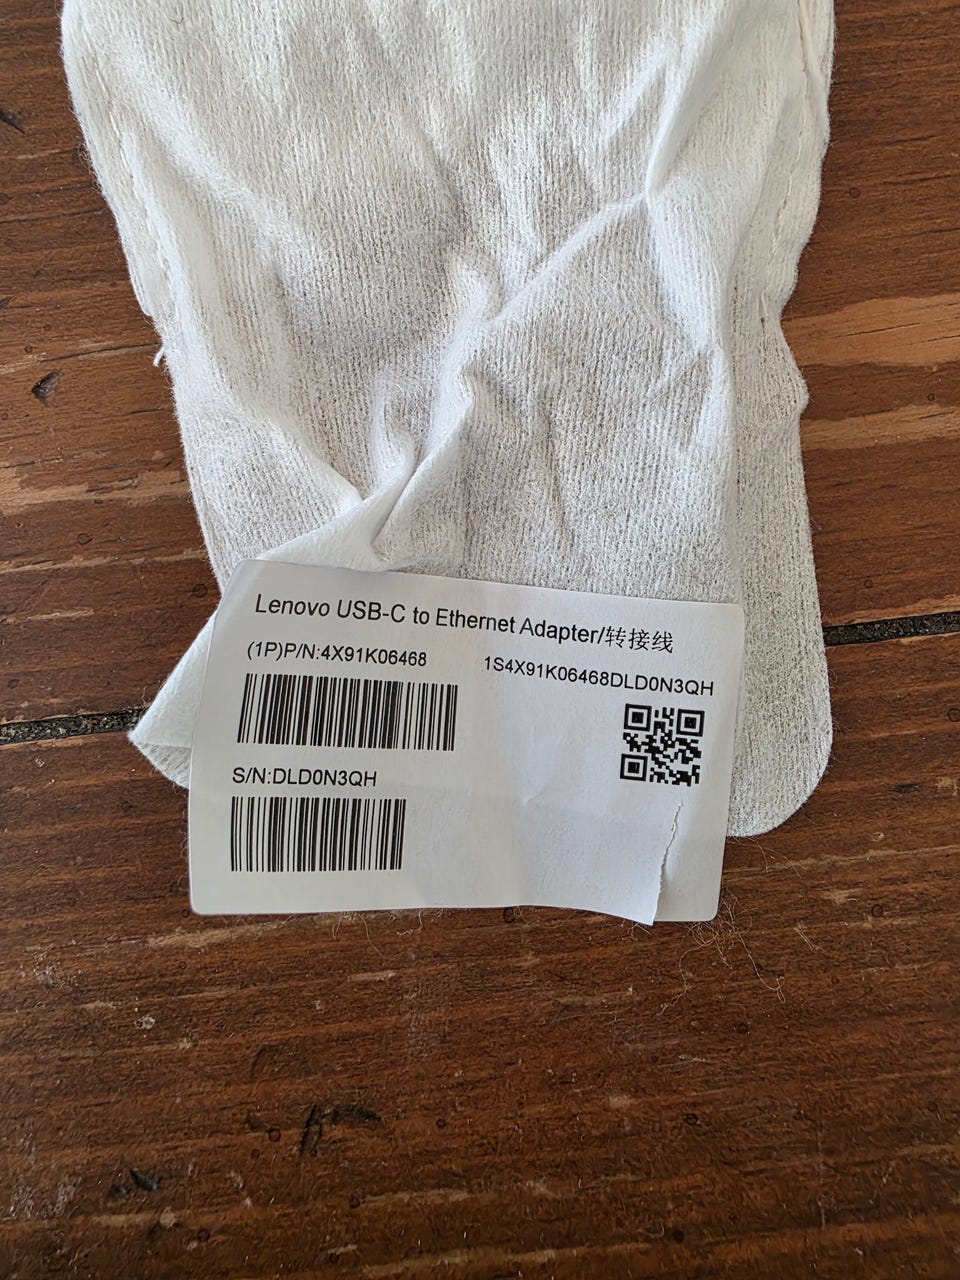 Lenovo USB-C to Ethernet Adapter/转接线
(1P)P/N:4X91K06468
1S4X91K06468DLD0N3QH
S/N:DLD0N3QH